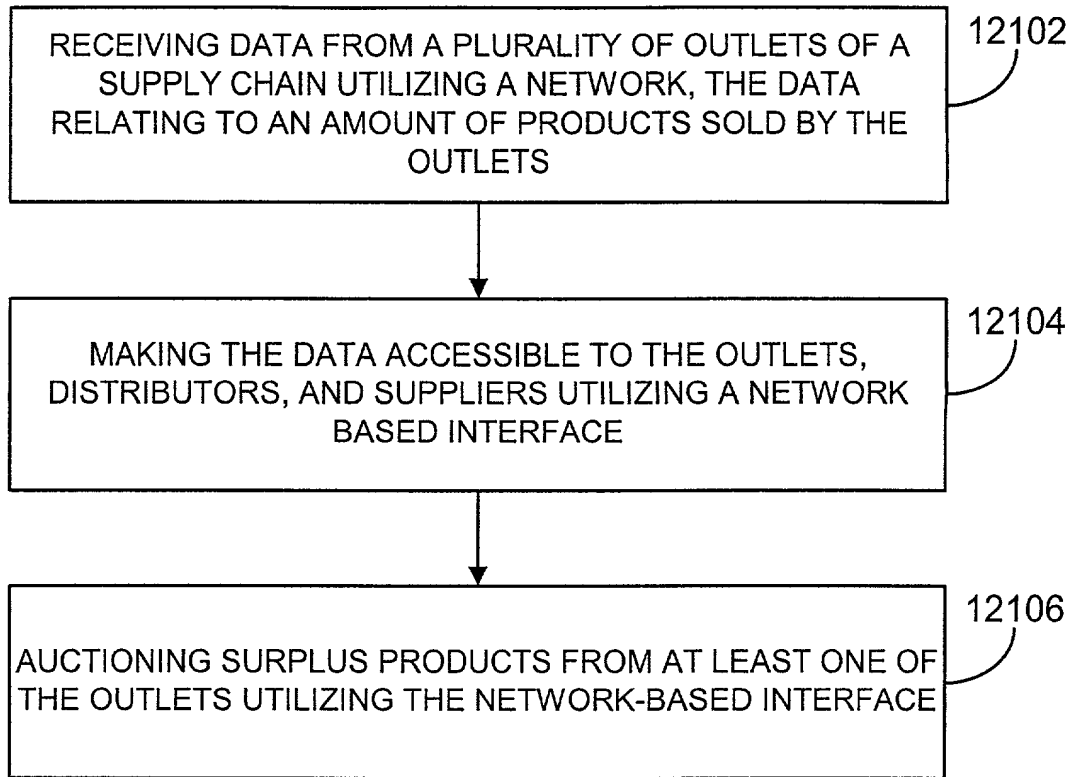 RECEIVING DATA FROM A PLURALITY OF OUTLETS OF A
SUPPLY CHAIN UTILIZING A NETWORK, THE DATA
RELATING TO AN AMOUNT OF PRODUCTS SOLD BY THE
OUTLETS
12102
MAKING THE DATA ACCESSIBLE TO THE OUTLETS,
DISTRIBUTORS, AND SUPPLIERS UTILIZING A NETWORK
BASED INTERFACE
12104
AUCTIONING SURPLUS PRODUCTS FROM AT LEAST ONE OF
THE OUTLETS UTILIZING THE NETWORK-BASED INTERFACE
12106